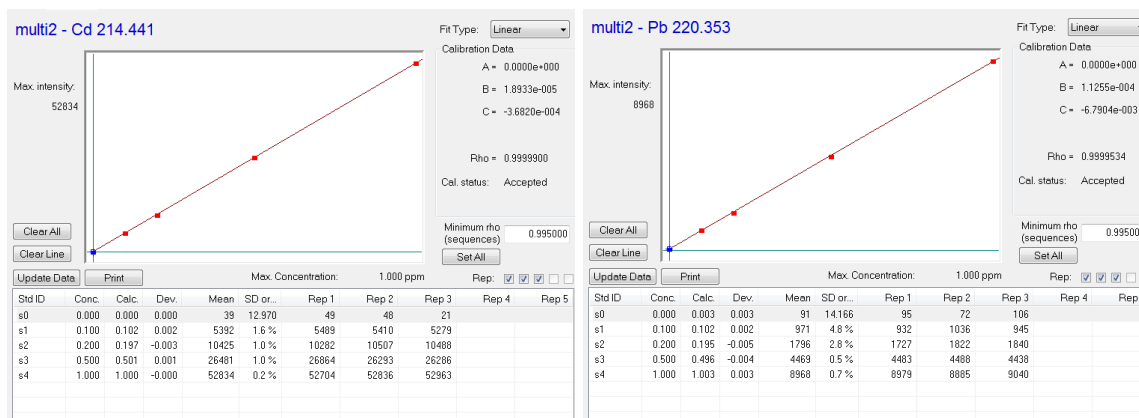 multi2 - Cd 214.441
Fit Type: Linear
Calibration Data
A = 0.0000e+000
B = 1.8933e-005
C = -3.6820e-004
Max. intensity:
52834
Rho = 0.9999900
Cal. status: Accepted
Clear All
Clear Line
Minimum rho (sequences) 0.995000
Set All
Update Data Print Max. Concentration: 1.000 ppm Rep:
Std ID Conc. Calc. Dev. Mean SD or... Rep 1 Rep 2 Rep 3 Rep 4 Rep 5
s0 0.000 0.000 0.000 39 12.970 49 48 21
s1 0.100 0.102 0.002 5392 1.6 % 5489 5410 5279
s2 0.200 0.197 -0.003 10425 1.0 % 10282 10507 10488
s3 0.500 0.501 0.001 26481 1.0 % 26864 26293 26286
s4 1.000 1.000 -0.000 52834 0.2 % 52704 52836 52963
multi2 - Pb 220.353
Fit Type: Linear
Calibration Data
A = 0.0000e+000
B = 1.1255e-004
C = -6.7904e-003
Max. intensity:
8968
Rho = 0.9999534
Cal. status: Accepted
Clear All
Clear Line
Minimum rho (sequences) 0.99500
Set All
Update Data Print Max. Concentration: 1.000 ppm Rep:
Std ID Conc. Calc. Dev. Mean SD or... Rep 1 Rep 2 Rep 3 Rep 4 Rep
s0 0.000 0.003 0.003 91 14.166 95 72 106
s1 0.100 0.102 0.002 971 4.8 % 932 1036 945
s2 0.200 0.195 -0.005 1796 2.8 % 1727 1822 1840
s3 0.500 0.496 -0.004 4469 0.5 % 4483 4488 4438
s4 1.000 1.003 0.003 8968 0.7 % 8979 8885 9040